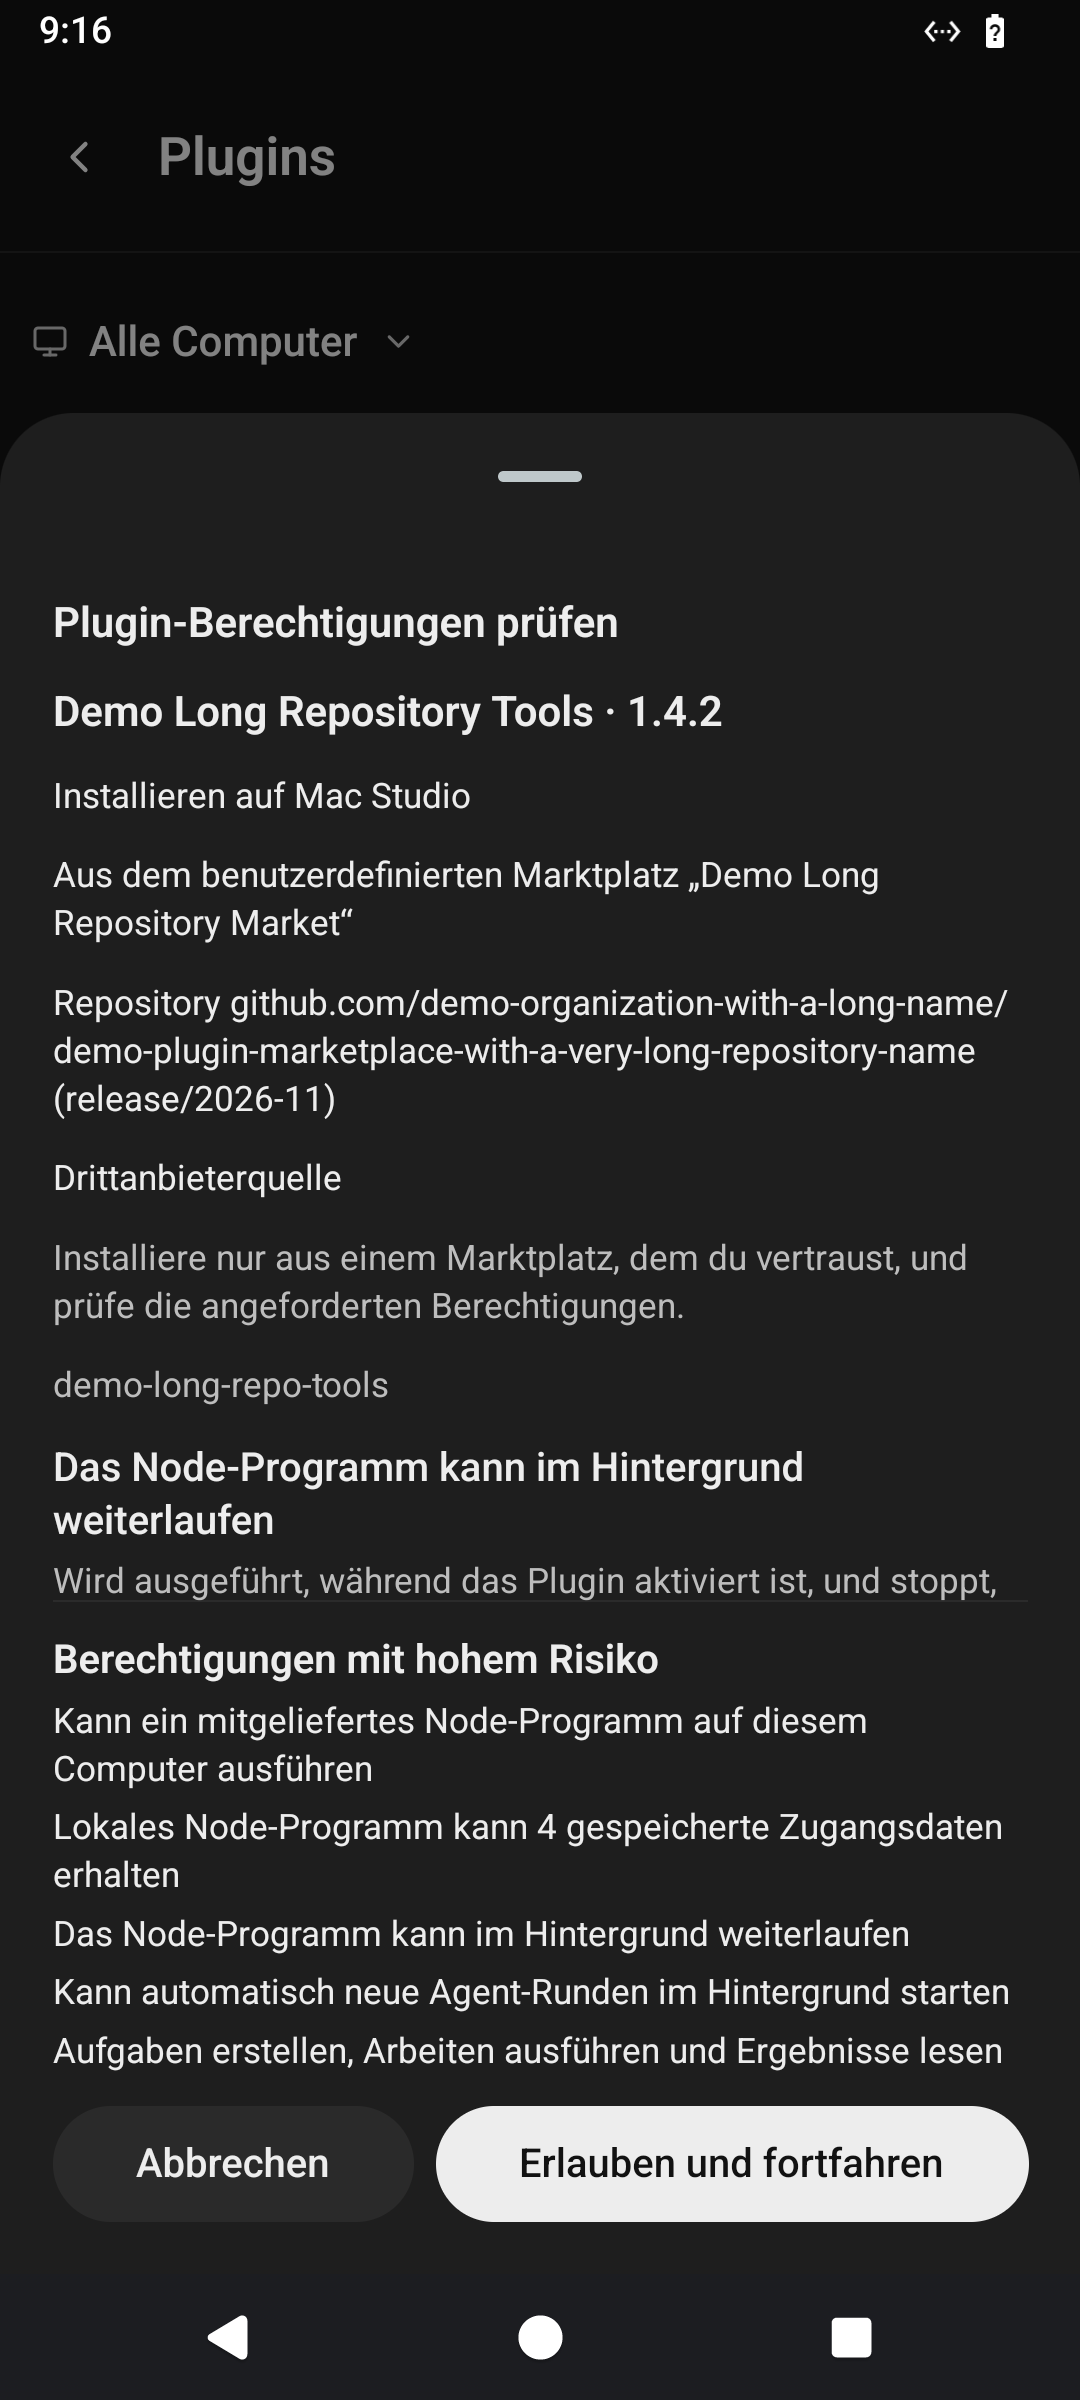 9:16
Plugins
Alle Computer
Plugin-Berechtigungen prüfen
Demo Long Repository Tools · 1.4.2
Installieren auf Mac Studio
Aus dem benutzerdefinierten Marktplatz „Demo Long
Repository Market“
Repository github.com/demo-organization-with-a-long-name/
demo-plugin-marketplace-with-a-very-long-repository-name
(release/2026-11)
Drittanbieterquelle
Installiere nur aus einem Marktplatz, dem du vertraust, und
prüfe die angeforderten Berechtigungen.
demo-long-repo-tools
Das Node-Programm kann im Hintergrund
weiterlaufen
Wird ausgeführt, während das Plugin aktiviert ist, und stoppt,
Berechtigungen mit hohem Risiko
Kann ein mitgeliefertes Node-Programm auf diesem
Computer ausführen
Lokales Node-Programm kann 4 gespeicherte Zugangsdaten
erhalten
Das Node-Programm kann im Hintergrund weiterlaufen
Kann automatisch neue Agent-Runden im Hintergrund starten
Aufgaben erstellen, Arbeiten ausführen und Ergebnisse lesen
Abbrechen
Erlauben und fortfahren